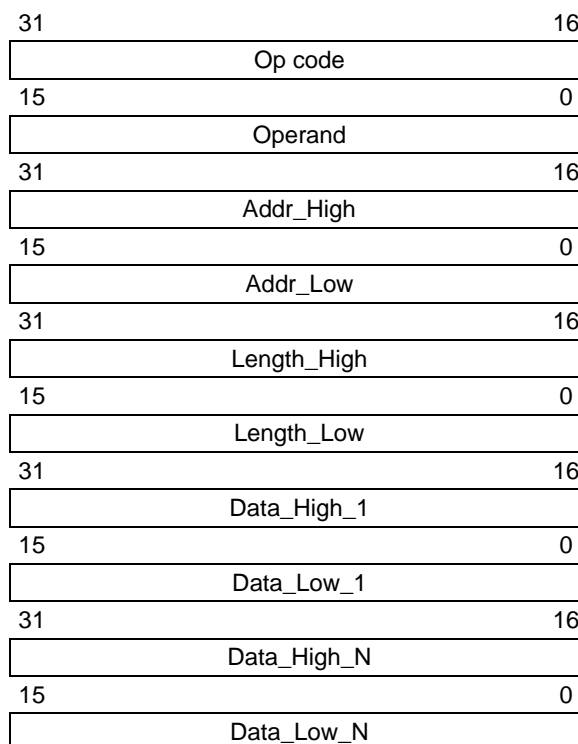 31 16
Op code
15 0
Operand
31 16
Addr_High
15 0
Addr_Low
31 16
Length_High
15 0
Length_Low
31 16
Data_High_1
15 0
Data_Low_1
31 16
Data_High_N
15 0
Data_Low_N